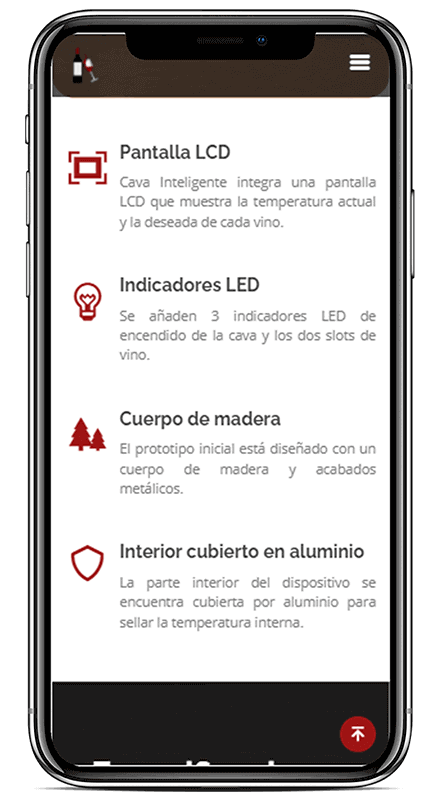 Pantalla LCD
Cava Inteligente integra una pantalla
LCD que muestra la temperatura actual
y la deseada de cada vino.
Indicadores LED
Se añaden 3 indicadores LED de
encendido de la cava y los dos slots de
vino.
Cuerpo de madera
El prototipo inicial está diseñado con un
cuerpo de madera y acabados
metálicos.
Interior cubierto en aluminio
La parte interior del dispositivo se
encuentra cubierta por aluminio para
sellar la temperatura interna.